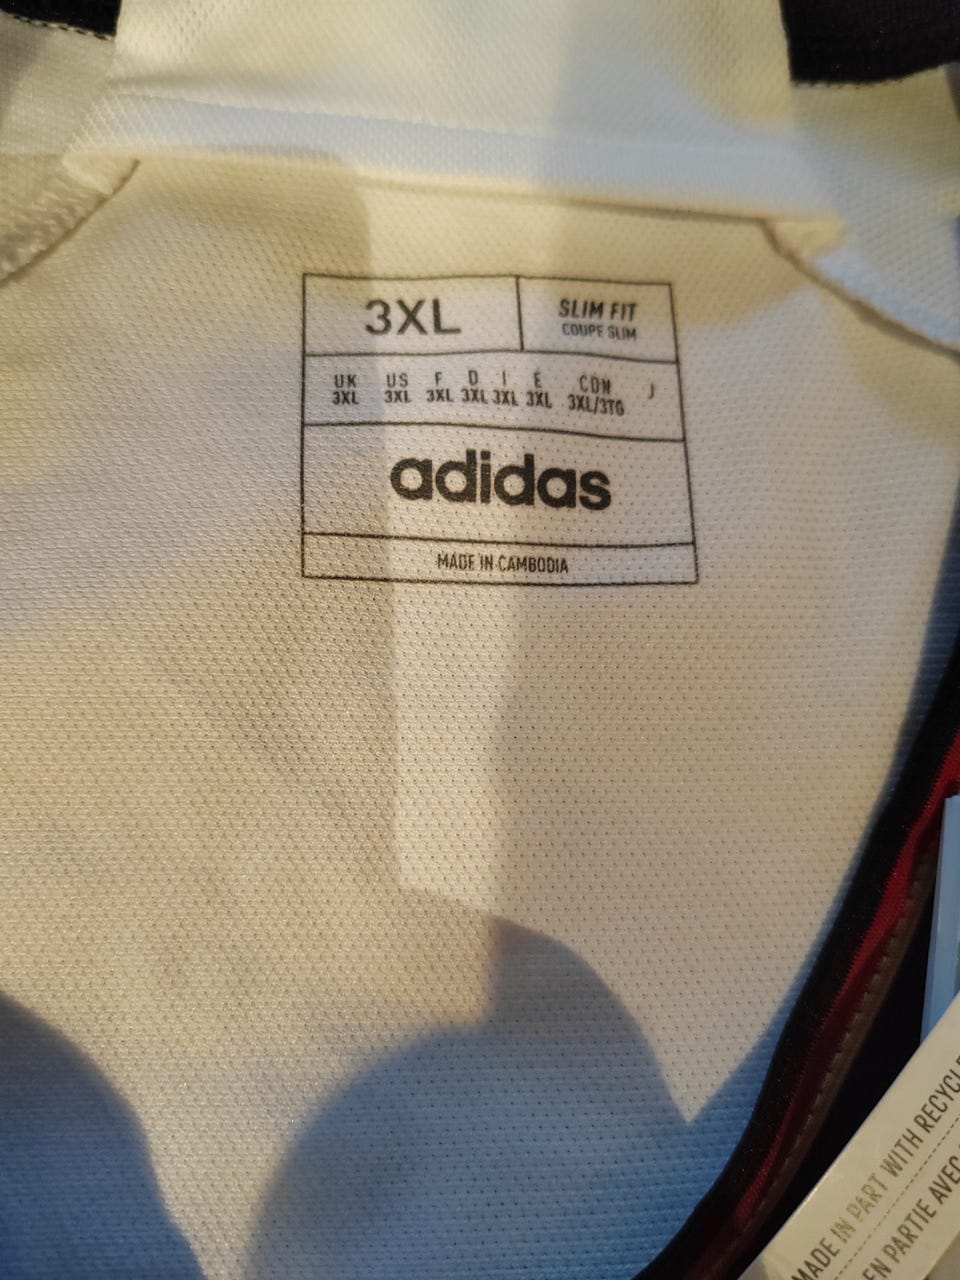 3XL
SLIM FIT
COUPE SLIM
UK US F D I E CDN J
3XL 3XL 3XL 3XL 3XL 3XL 3XL/3TG
adidas
MADE IN CAMBODIA
MADE IN PART WITH RECYCLE
EN PARTIE AVEC